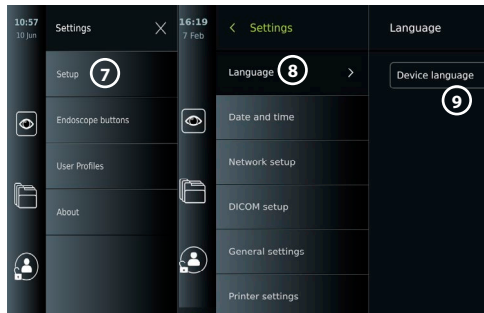 10:57
10 Jun
Settings
Setup
7
Endoscope buttons
User Profiles
About
16:19
7 Feb
Settings
Language
8
Date and time
Network setup
DICOM setup
General settings
Printer settings
Language
Device language
9